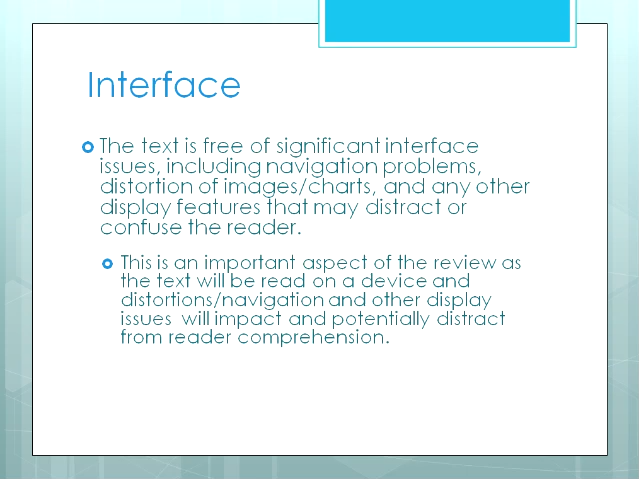 Interface
The text is free of significant interface
issues, including navigation problems,
distortion of images/charts, and any other
display features that may distract or
confuse the reader.
This is an important aspect of the review as
the text will be read on a device and
distortions/navigation and other display
issues  will impact and potentially distract
from reader comprehension.